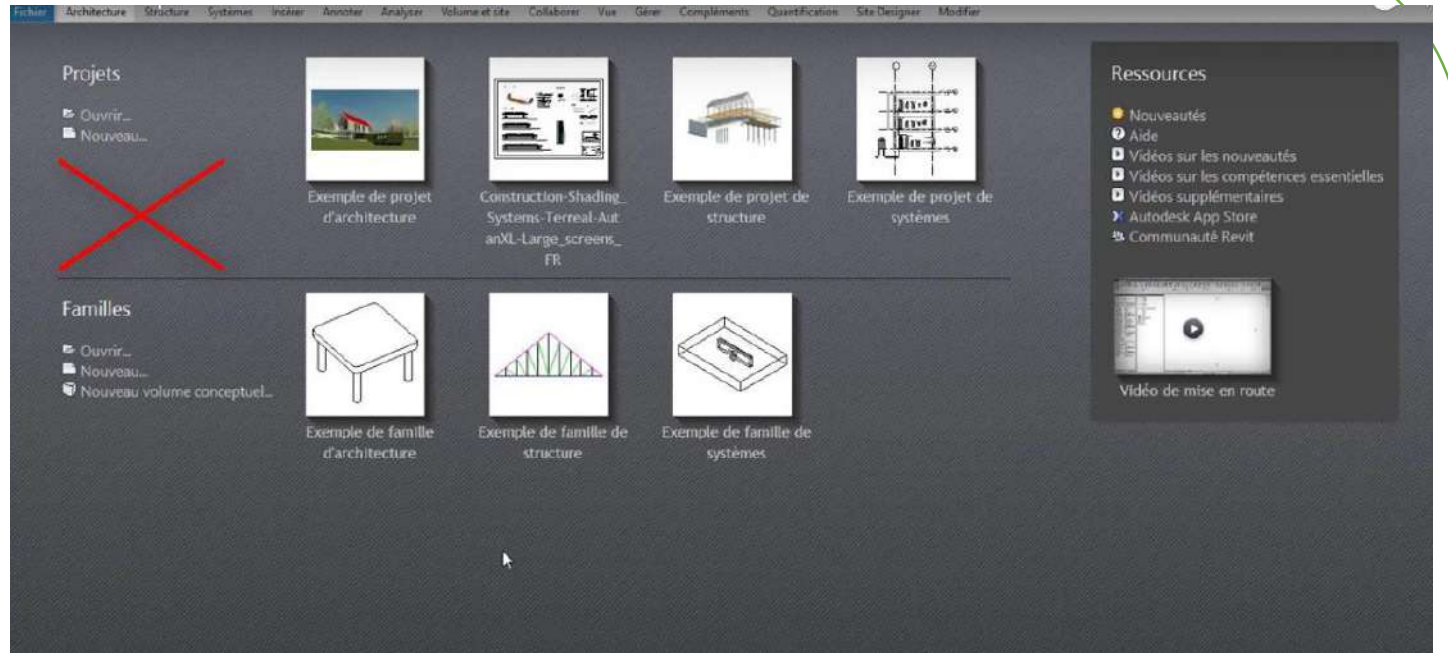 Fichier Architecture Structure Systèmes Insérer Annoter Analyser Volume et site Collaborer Vue Gérer Compléments Quantification Site Designer Modifier
Projets
Ouvrir...
Nouveau...
Exemple de projet
d'architecture
Construction-Shading_
Systems-Terreal-Aut
anXL-Large_screens_
FR
Exemple de projet de
structure
Exemple de projet de
systèmes
Familles
Ouvrir...
Nouveau...
Nouveau volume conceptuel...
Exemple de famille
d'architecture
Exemple de famille de
structure
Exemple de famille de
systèmes
Ressources
Nouveautés
Aide
Vidéos sur les nouveautés
Vidéos sur les compétences essentielles
Vidéos supplémentaires
Autodesk App Store
Communauté Revit
Vidéo de mise en route